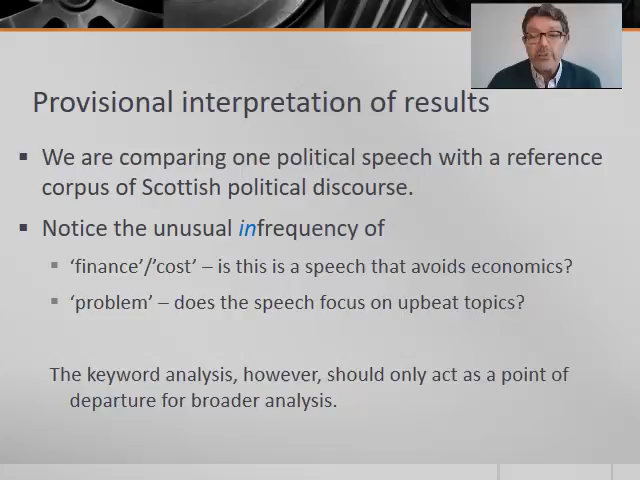 Provisional interpretation of results
▪ We are comparing one political speech with a reference
corpus of Scottish political discourse.
▪ Notice the unusual infrequency of
▪ ‘finance’/’cost’ – is this is a speech that avoids economics?
▪ ‘problem’ – does the speech focus on upbeat topics?
The keyword analysis, however, should only act as a point of
departure for broader analysis.